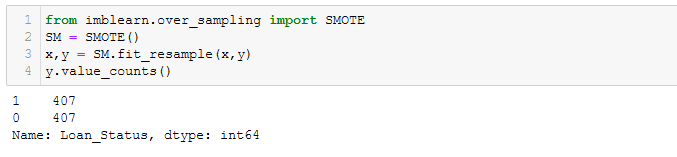 1 from imblearn.over_sampling import SMOTE
2 SM = SMOTE()
3 x,y = SM.fit_resample(x,y)
4 y.value_counts()
1    407
0    407
Name: Loan_Status, dtype: int64